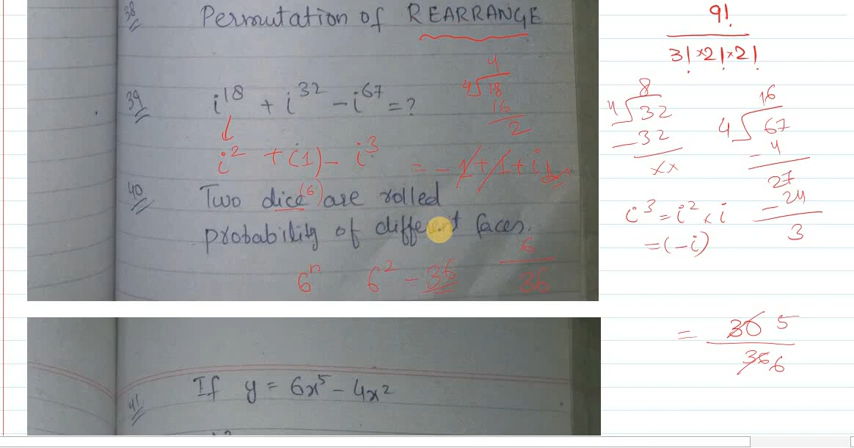 38 Permutation of REARRANGE
9!
3! × 2! × 2!
39 i^18 + i^32 - i^67 = ?
4
4 √18
16
2
i^2 + (1) - i^3 = - 1 + 1 + i
8
4 √32
- 32
xx
16
4 √67
- 4
27
- 24
3
i^3 = i^2 × i
= (-i)
40 Two dice (6) are rolled
probability of different faces.
6^n 6^2 - 36
6
36
= 30 5
36 6
41 If y = 6x^5 - 4x^2